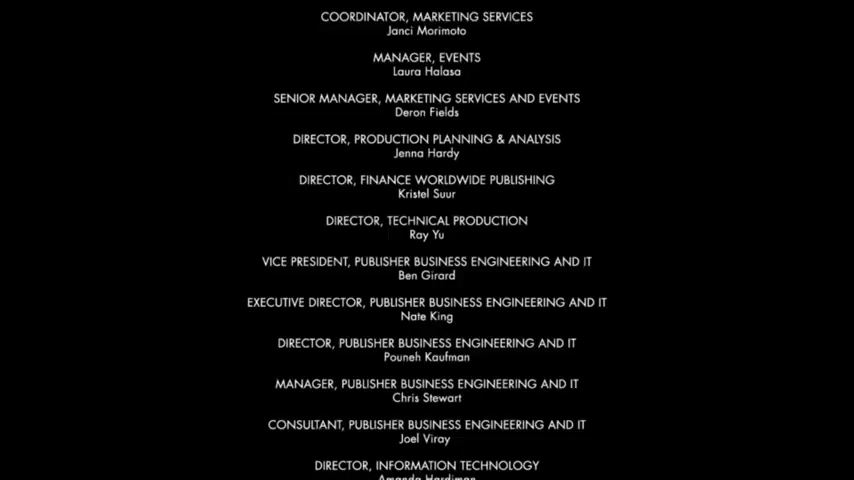 COORDINATOR, MARKETING SERVICES
Janci Morimoto
MANAGER, EVENTS
Laura Halasa
SENIOR MANAGER, MARKETING SERVICES AND EVENTS
Deron Fields
DIRECTOR, PRODUCTION PLANNING & ANALYSIS
Jenna Hardy
DIRECTOR, FINANCE WORLDWIDE PUBLISHING
Kristel Suur
DIRECTOR, TECHNICAL PRODUCTION
Ray Yu
VICE PRESIDENT, PUBLISHER BUSINESS ENGINEERING AND IT
Ben Girard
EXECUTIVE DIRECTOR, PUBLISHER BUSINESS ENGINEERING AND IT
Nate King
DIRECTOR, PUBLISHER BUSINESS ENGINEERING AND IT
Pouneh Kaufman
MANAGER, PUBLISHER BUSINESS ENGINEERING AND IT
Chris Stewart
CONSULTANT, PUBLISHER BUSINESS ENGINEERING AND IT
Joel Viray
DIRECTOR, INFORMATION TECHNOLOGY
Amanda Hardiman